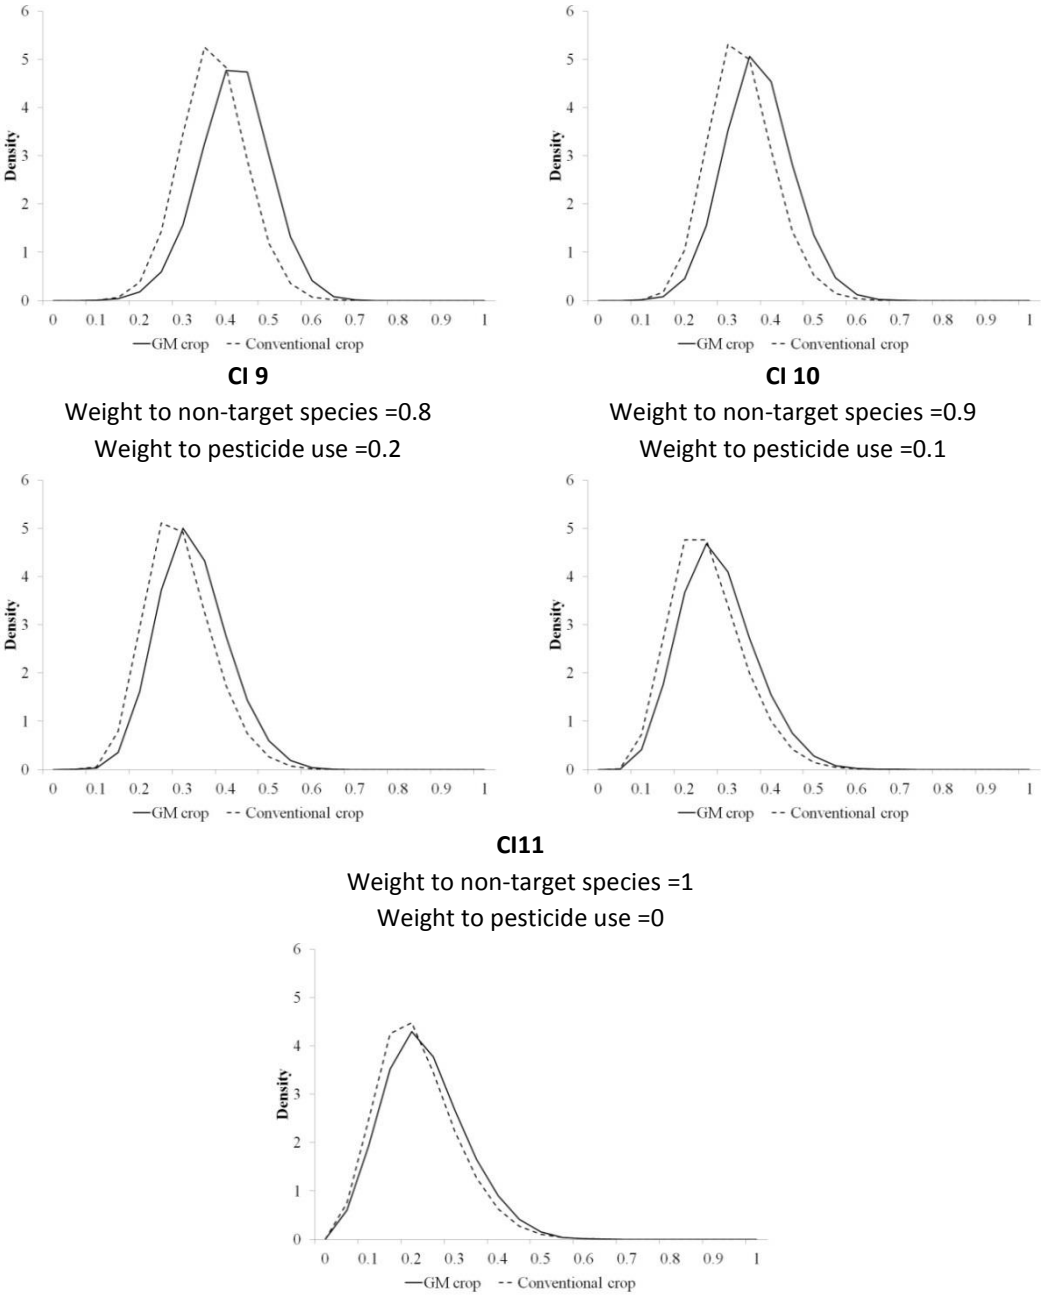 6
5
4
3
2
1
0
Density
0 0.1 0.2 0.3 0.4 0.5 0.6 0.7 0.8 0.9 1
GM crop Conventional crop
6
5
4
3
2
1
0
Density
0 0.1 0.2 0.3 0.4 0.5 0.6 0.7 0.8 0.9 1
GM crop Conventional crop
CI 9
Weight to non-target species =0.8
Weight to pesticide use =0.2
CI 10
Weight to non-target species =0.9
Weight to pesticide use =0.1
6
5
4
3
2
1
0
Density
0 0.1 0.2 0.3 0.4 0.5 0.6 0.7 0.8 0.9 1
GM crop Conventional crop
6
5
4
3
2
1
0
Density
0 0.1 0.2 0.3 0.4 0.5 0.6 0.7 0.8 0.9 1
GM crop Conventional crop
CI11
Weight to non-target species =1
Weight to pesticide use =0
6
5
4
3
2
1
0
Density
0 0.1 0.2 0.3 0.4 0.5 0.6 0.7 0.8 0.9 1
GM crop Conventional crop